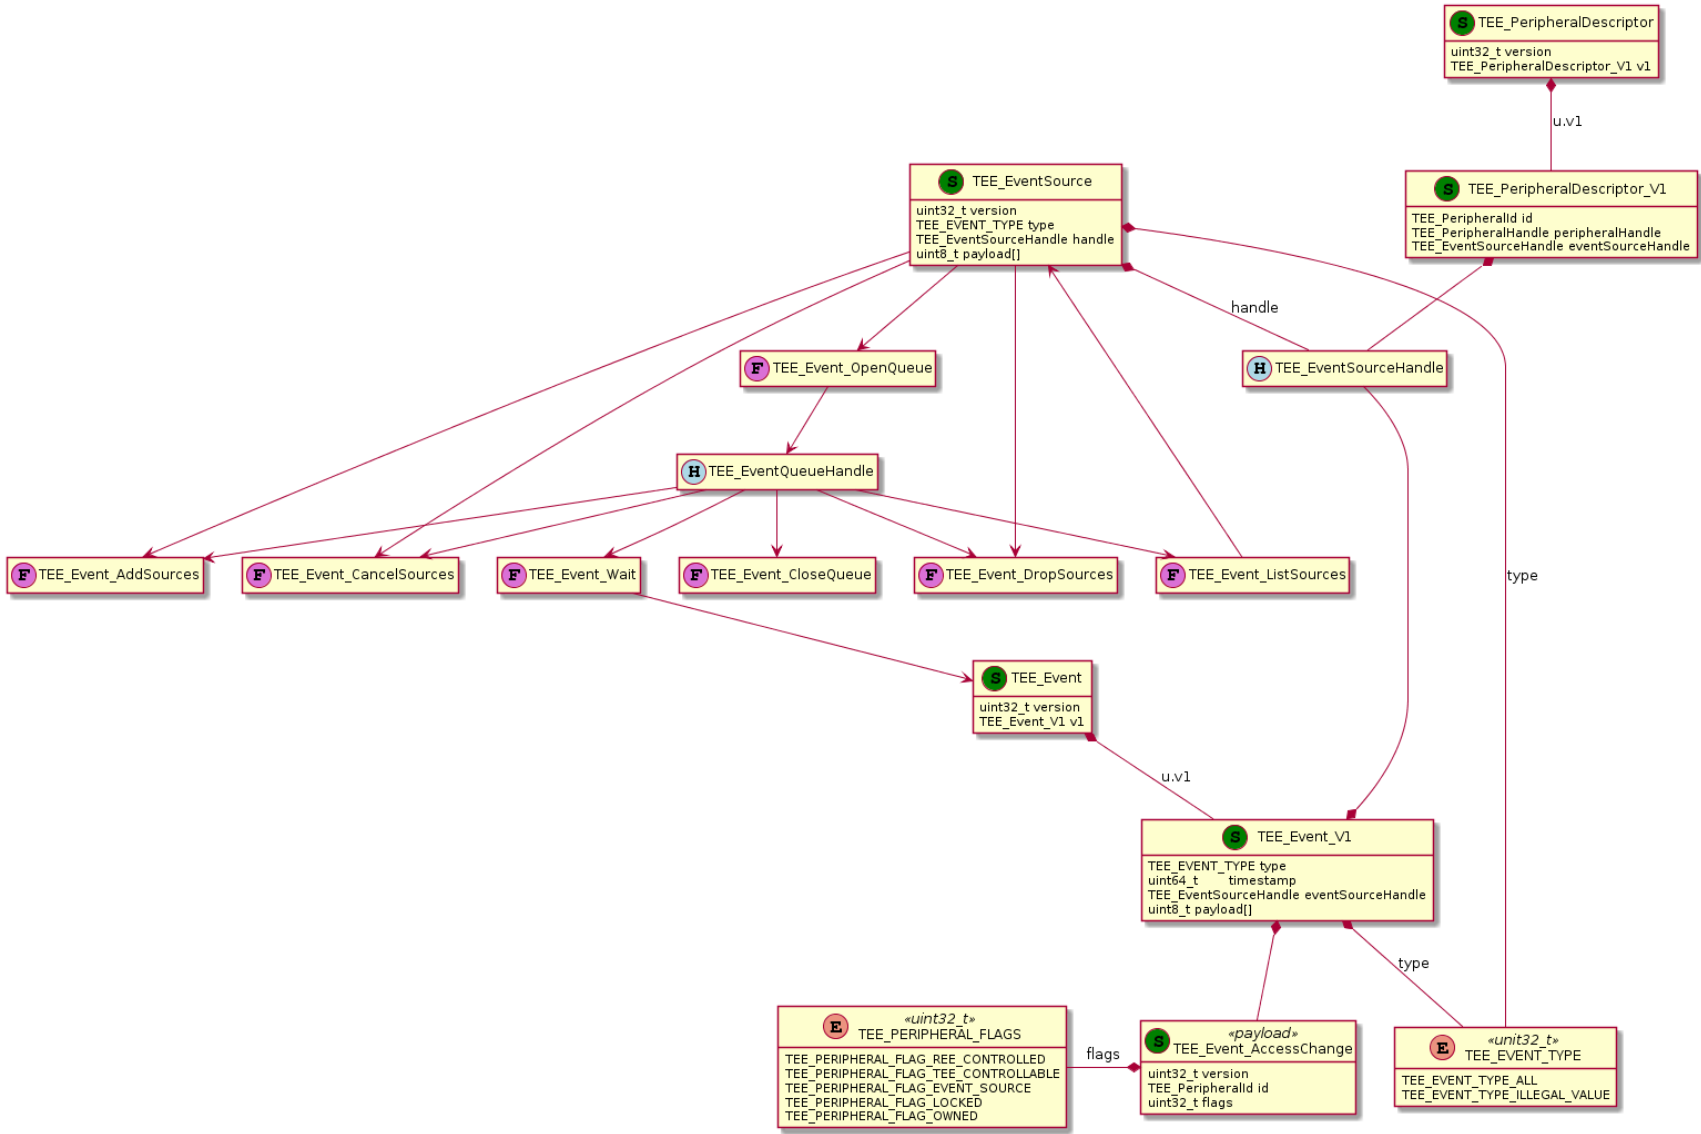 S TEE_PeripheralDescriptor
uint32_t version
TEE_PeripheralDescriptor_V1 v1
u.v1
S TEE_EventSource
uint32_t version
TEE_EVENT_TYPE type
TEE_EventSourceHandle handle
uint8_t payload[]
S TEE_PeripheralDescriptor_V1
TEE_PeripheralId id
TEE_PeripheralHandle peripheralHandle
TEE_EventSourceHandle eventSourceHandle
handle
F TEE_Event_OpenQueue
H TEE_EventSourceHandle
H TEE_EventQueueHandle
F TEE_Event_AddSources
F TEE_Event_CancelSources
F TEE_Event_Wait
F TEE_Event_CloseQueue
F TEE_Event_DropSources
F TEE_Event_ListSources
type
S TEE_Event
uint32_t version
TEE_Event_V1 v1
u.v1
S TEE_Event_V1
TEE_EVENT_TYPE type
uint64_t timestamp
TEE_EventSourceHandle eventSourceHandle
uint8_t payload[]
type
E «uint32_t»
TEE_PERIPHERAL_FLAGS
TEE_PERIPHERAL_FLAG_REE_CONTROLLED
TEE_PERIPHERAL_FLAG_TEE_CONTROLLABLE
TEE_PERIPHERAL_FLAG_EVENT_SOURCE
TEE_PERIPHERAL_FLAG_LOCKED
TEE_PERIPHERAL_FLAG_OWNED
flags
S «payload»
TEE_Event_AccessChange
uint32_t version
TEE_PeripheralId id
uint32_t flags
E «unit32_t»
TEE_EVENT_TYPE
TEE_EVENT_TYPE_ALL
TEE_EVENT_TYPE_ILLEGAL_VALUE